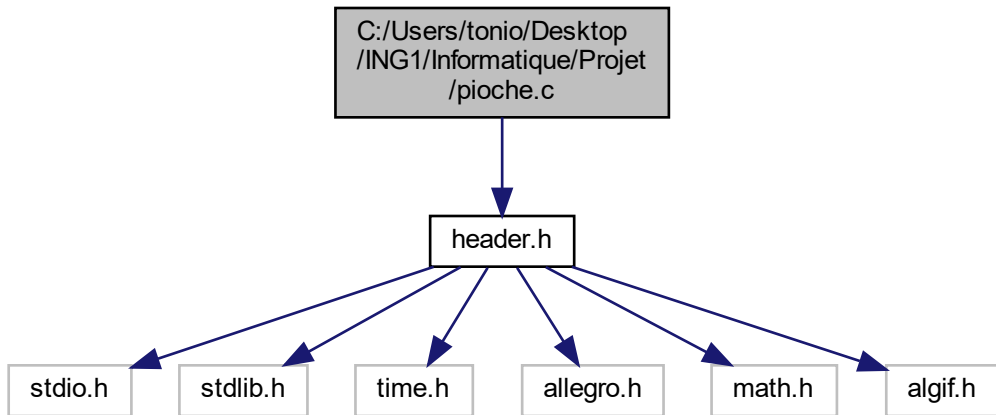 C:/Users/tonio/Desktop
/ING1/Informatique/Projet
/pioche.c
header.h
stdio.h
stdlib.h
time.h
allegro.h
math.h
algif.h